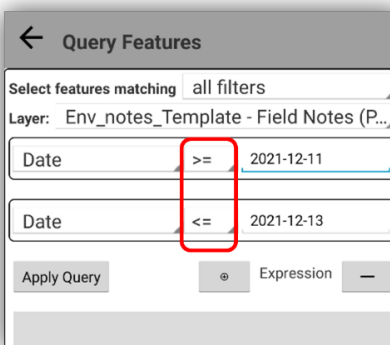 ← Query Features
Select features matching all filters
Layer: Env_notes_Template - Field Notes (P...
Date >= 2021-12-11
Date <= 2021-12-13
Apply Query ⊕ Expression —